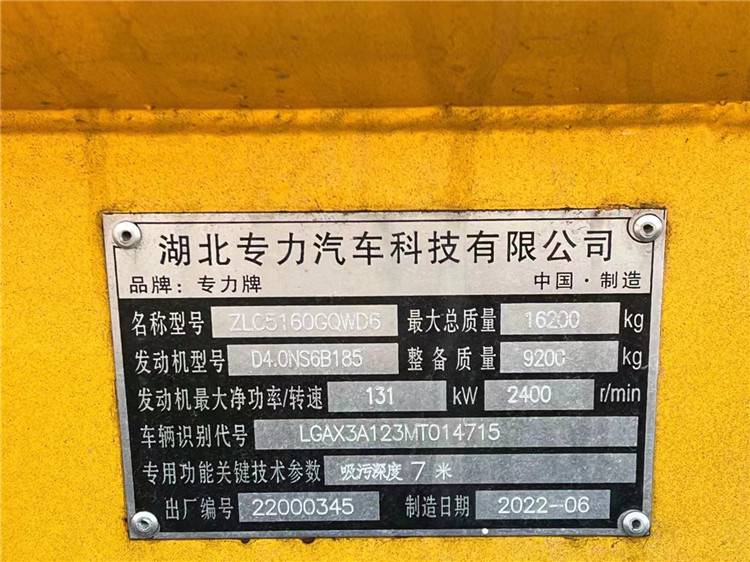 湖北专力汽车科技有限公司
品牌：专力牌 中国·制造
名称型号 ZLC5160GQWD6 最大总质量 16200 kg
发动机型号 D4.0NS6B185 整备质量 9200 kg
发动机最大净功率/转速 131 kW 2400 r/min
车辆识别代号 LGAX3A123MT014715
专用功能关键技术参数 吸污深度 7 米
出厂编号 22000345 制造日期 2022-06